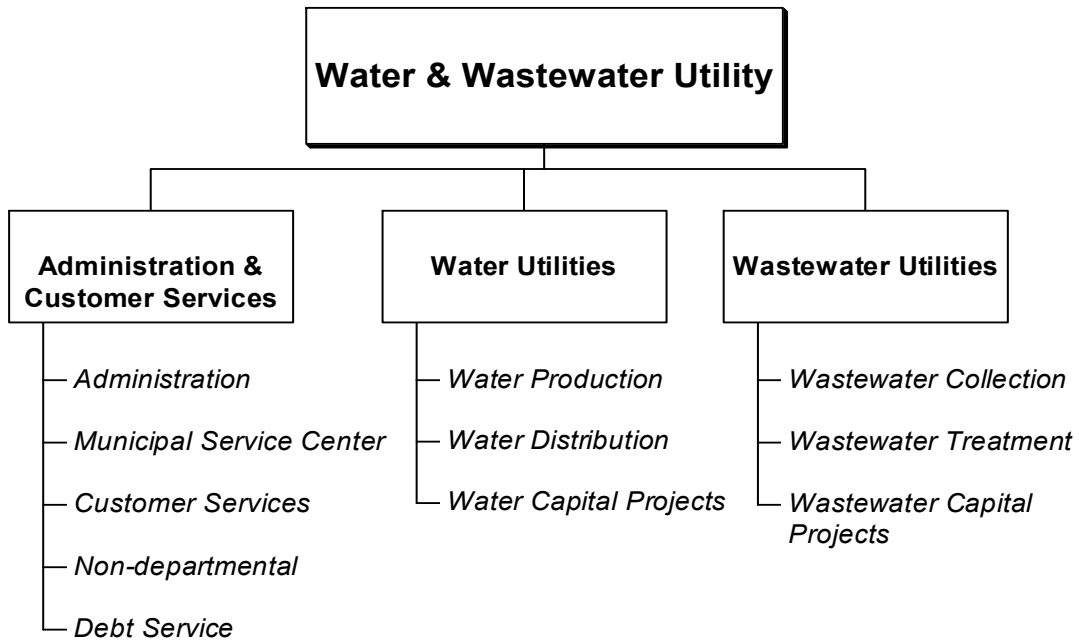 Water & Wastewater Utility
Administration &
Customer Services
Water Utilities
Wastewater Utilities
Administration
Municipal Service Center
Customer Services
Non-departmental
Debt Service
Water Production
Water Distribution
Water Capital Projects
Wastewater Collection
Wastewater Treatment
Wastewater Capital
Projects